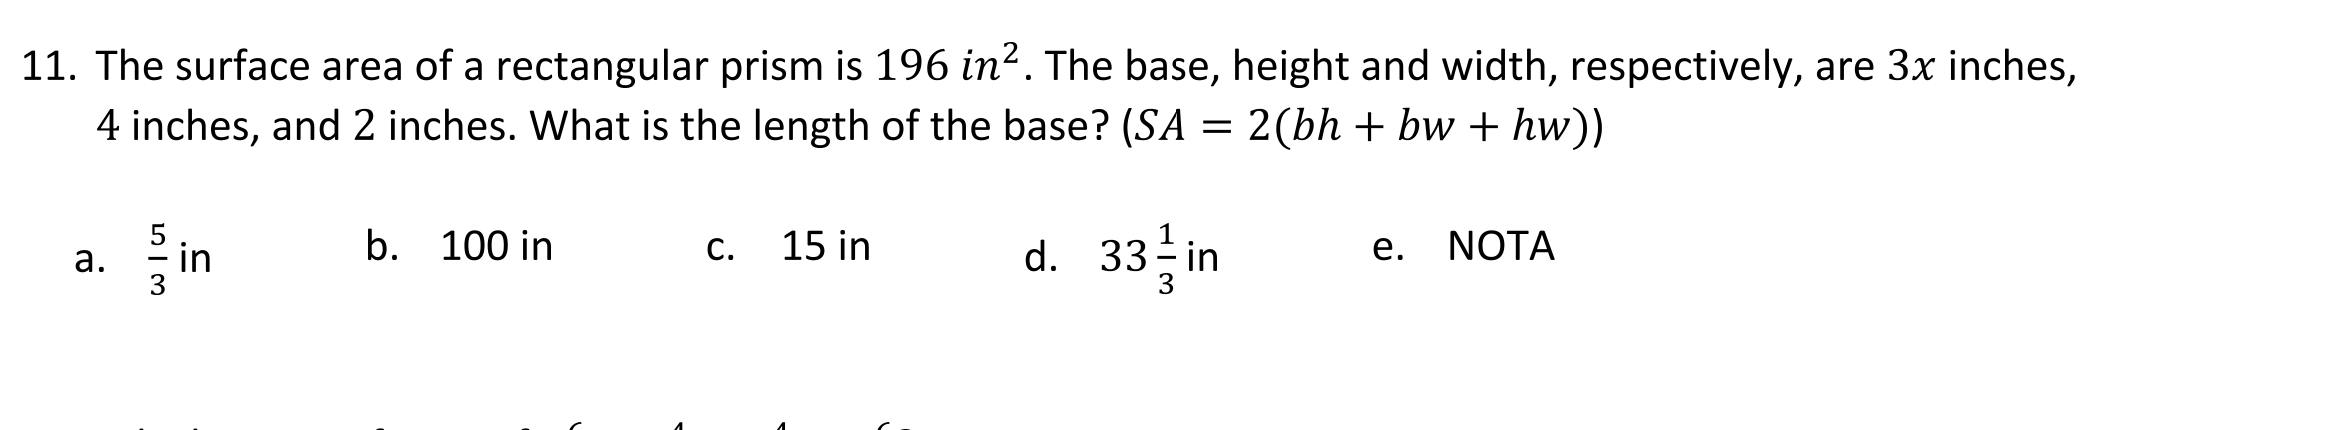 11. The surface area of a rectangular prism is 196 in². The base, height and width, respectively, are 3x inches,
4 inches, and 2 inches. What is the length of the base? (SA = 2(bh + bw + hw))
a. 5/3 in b. 100 in c. 15 in d. 33 1/3 in e. NOTA